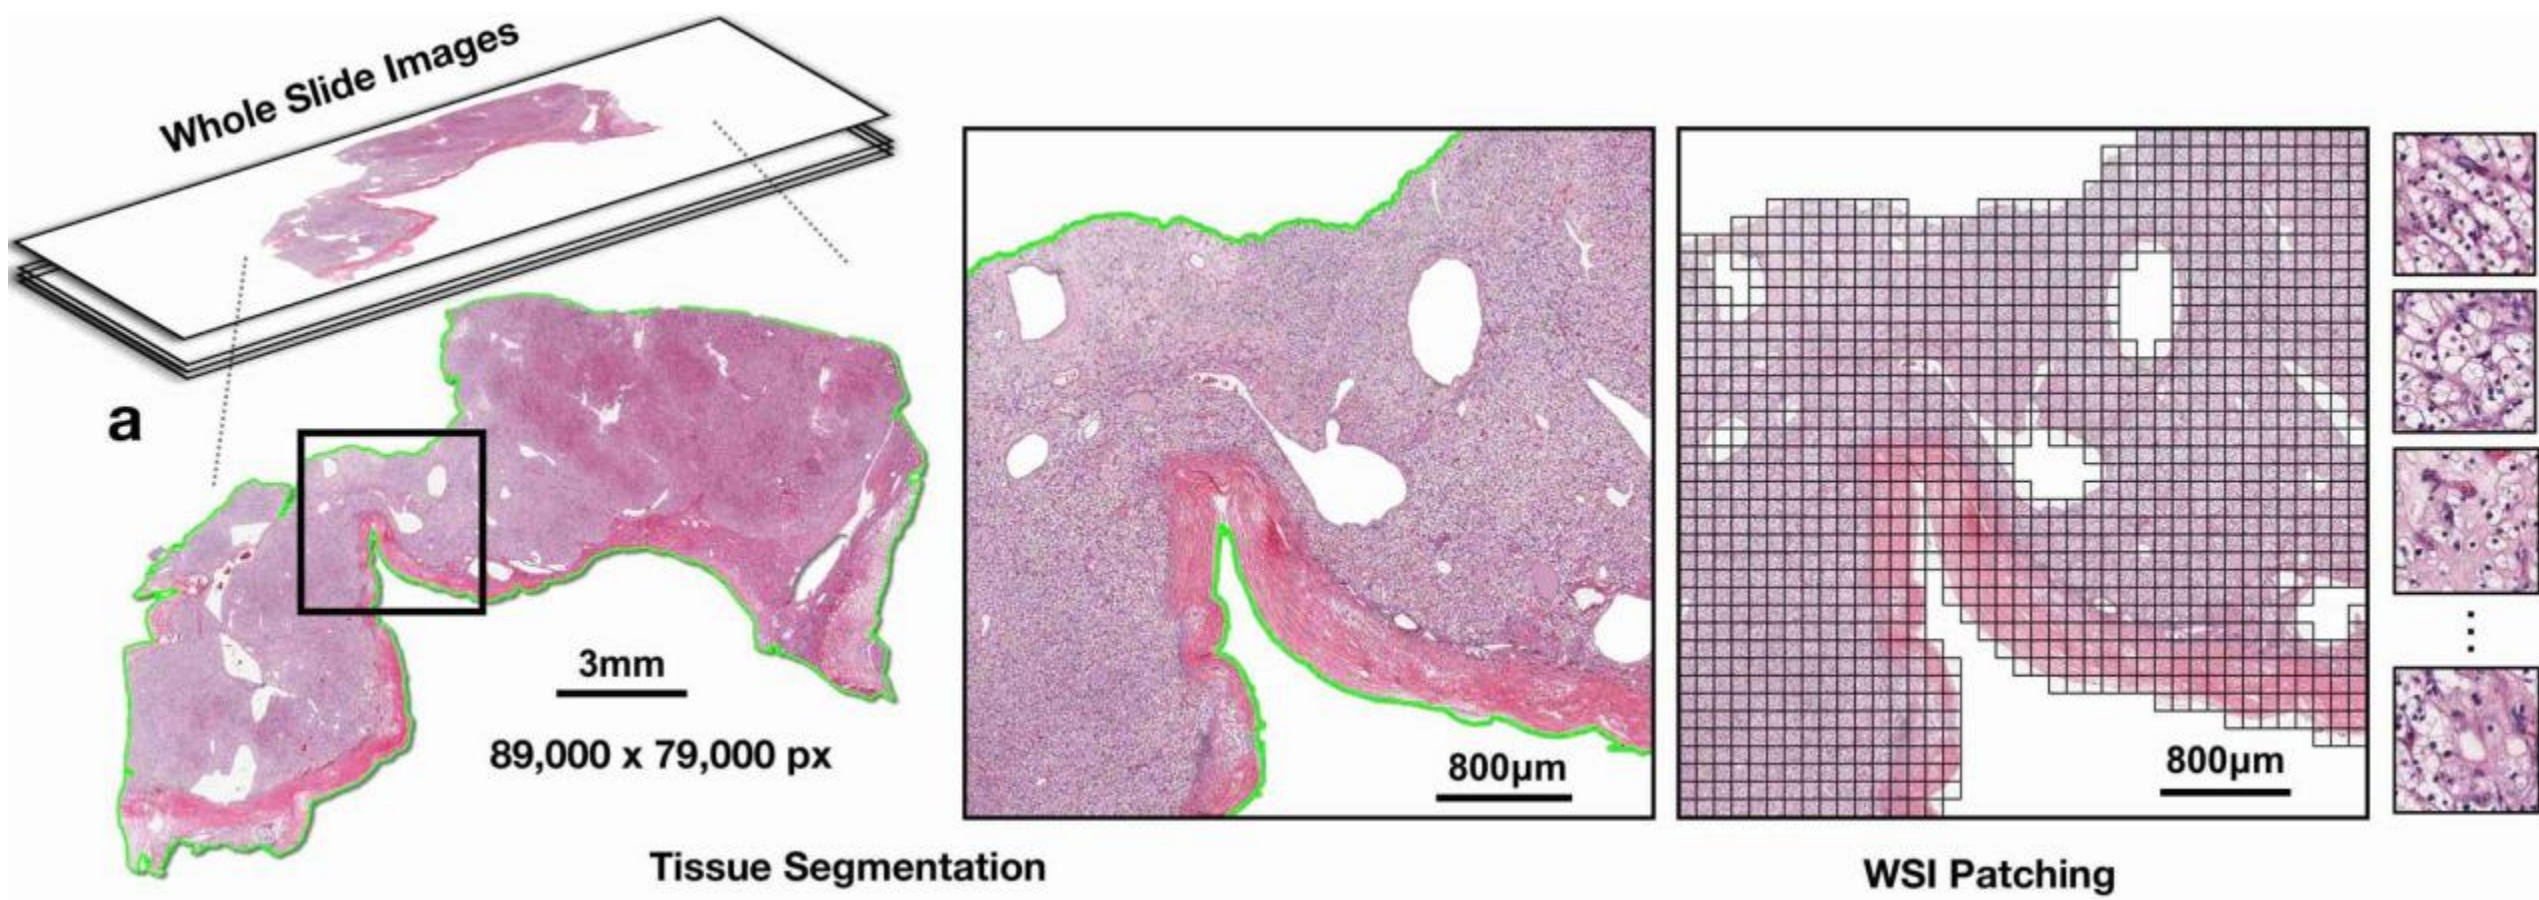 Whole Slide Images
a
3mm
89,000 x 79,000 px
800μm
800μm
Tissue Segmentation
WSI Patching